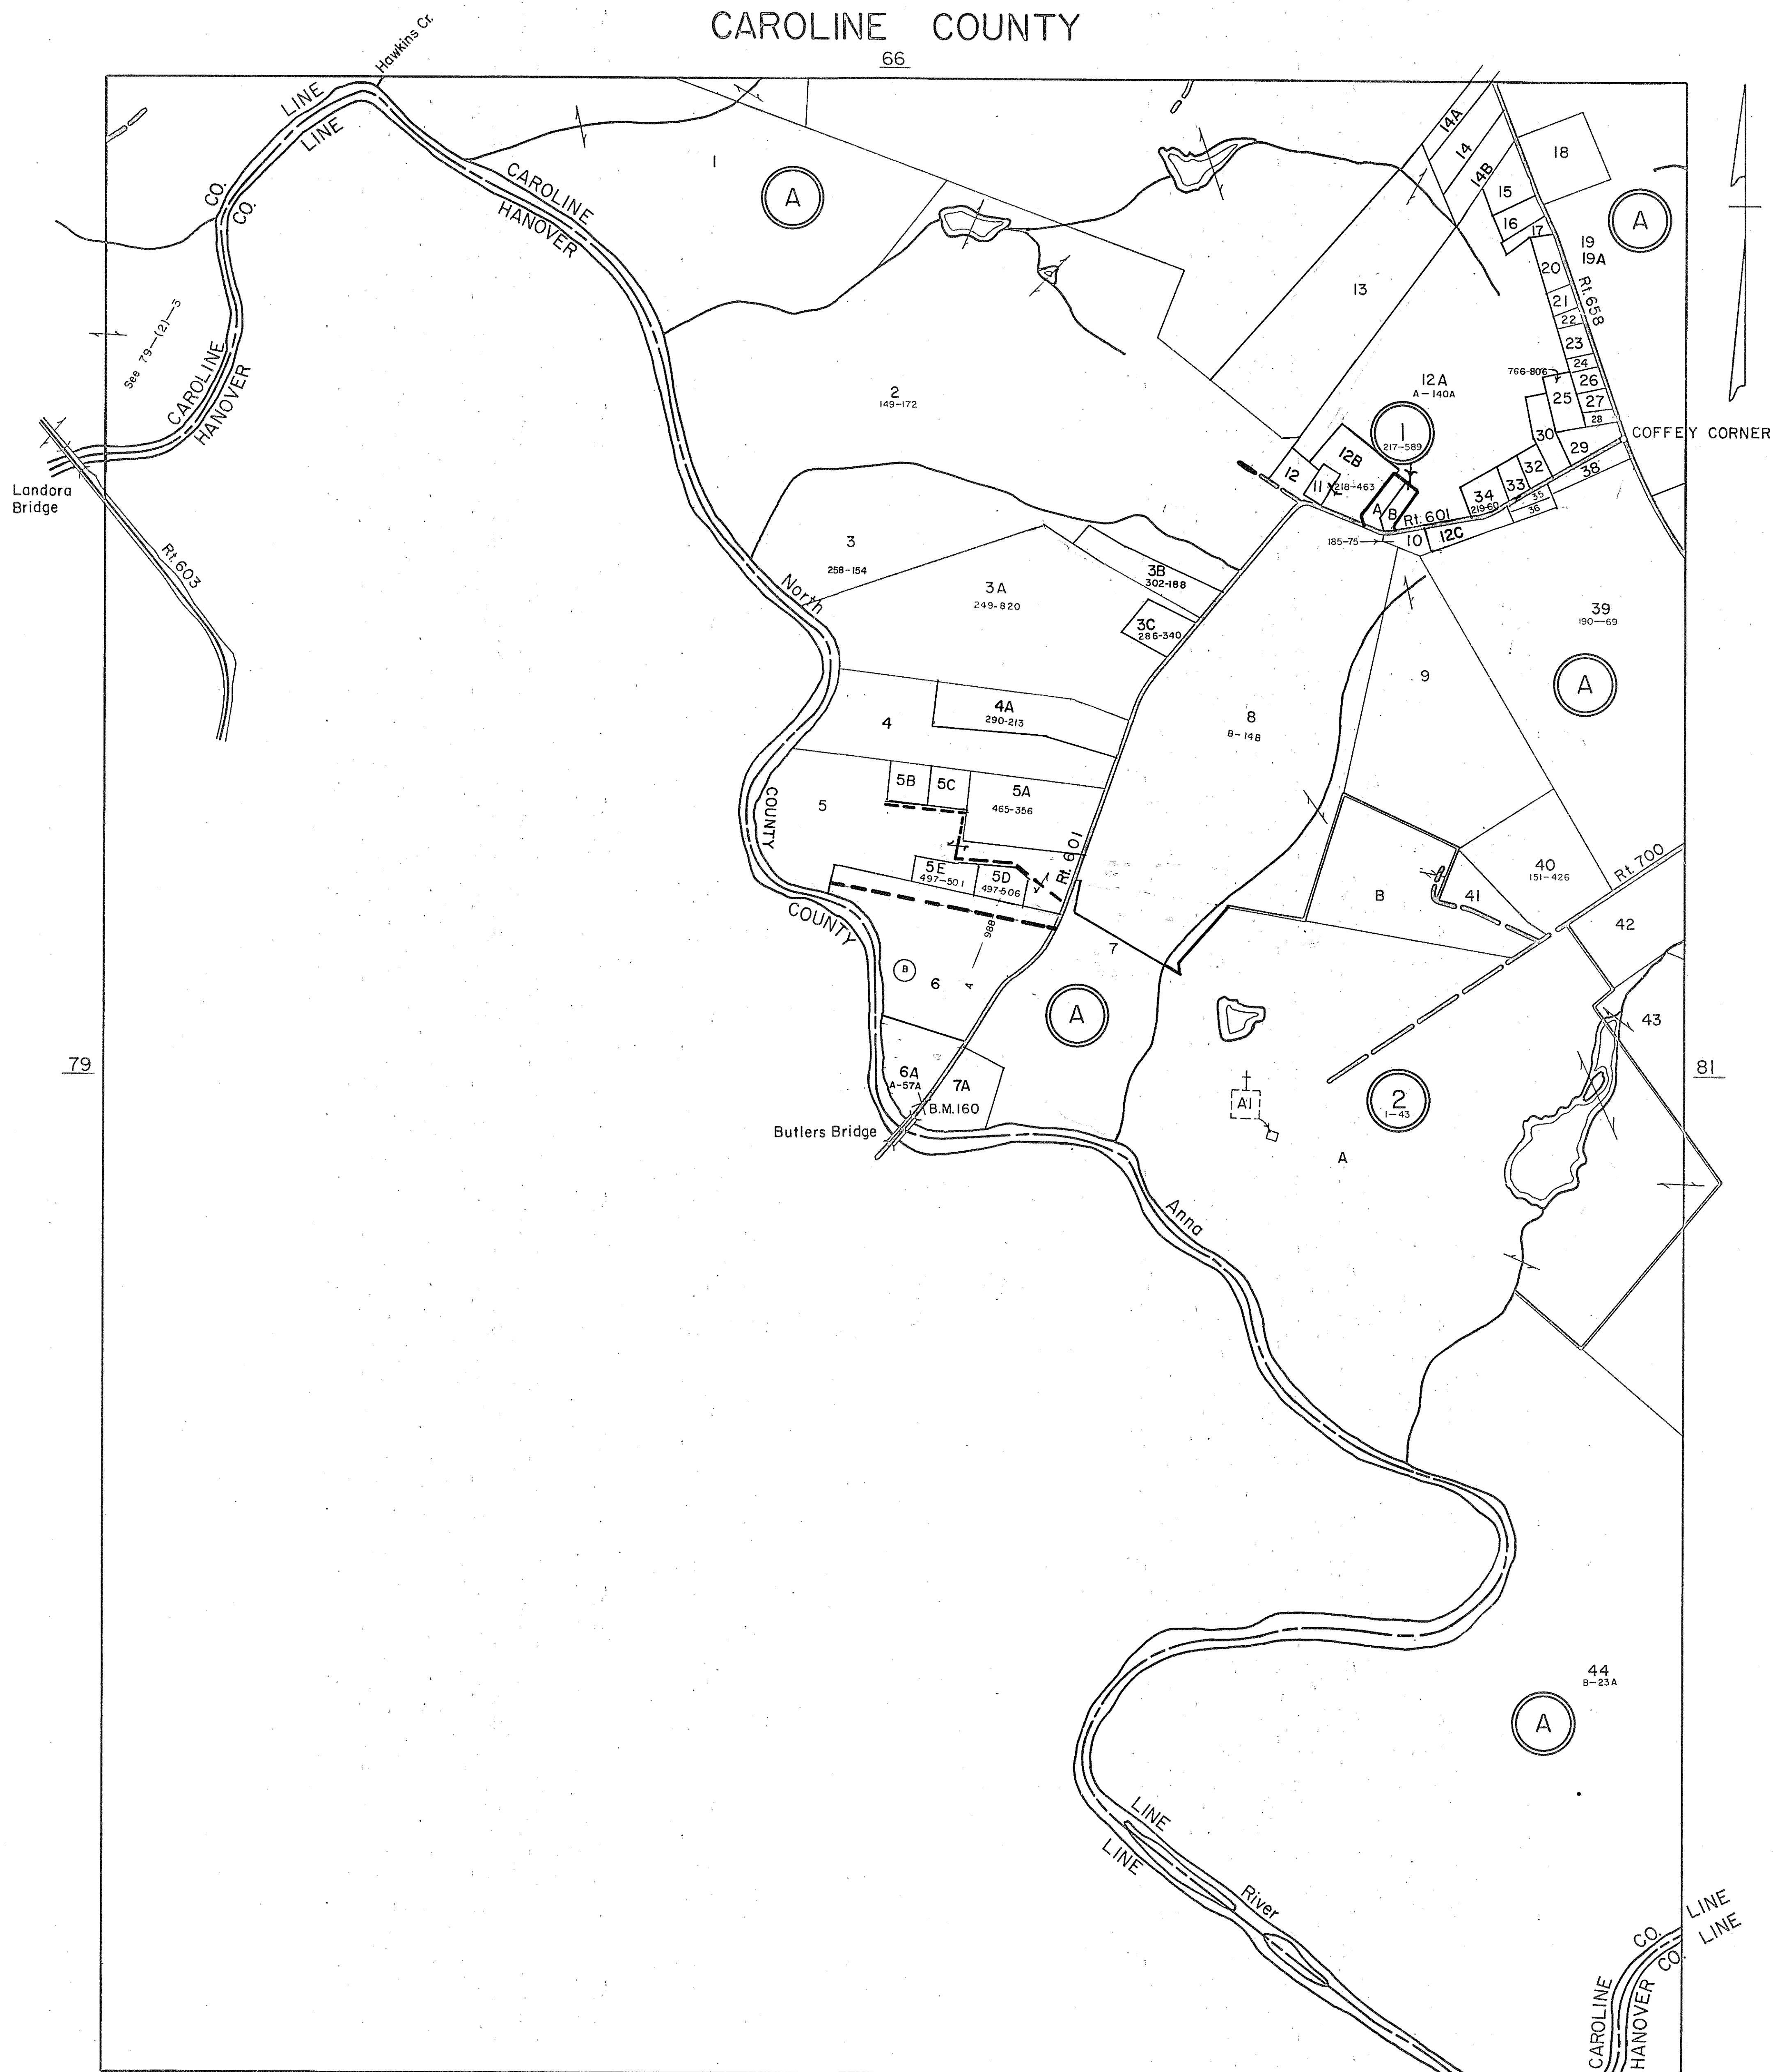 CAROLINE COUNTY
66
Hawkins Cr.
LINE
LINE
CO.
CO.
CAROLINE
HANOVER
1
A
14A
14
14B
18
15
16
17
A
19
19A
20
Rt. 658
21
22
23
24
13
See 79-(2)-3
CAROLINE
HANOVER
2
149-172
12A
A-140A
766-806
25
26
27
28
COFFEY CORNER
1
217-589
30
29
38
12B
12
11
218-463
32
33
34
219-60
35
36
A
B
Rt. 601
185-75
10
12C
Landora
Bridge
Rt. 603
3
258-154
North
3A
249-820
3B
302-188
3C
286-340
39
190-69
A
9
8
B-14B
4
4A
290-213
5
5B
5C
5A
465-356
COUNTY
Rt. 601
5E
497-501
5D
497-506
COUNTY
98B
40
151-426
Rt. 700
B
41
42
7
B
6
A
A
43
79
81
6A
A-57A
7A
B.M.160
Butlers Bridge
A1
2
1-43
A
Anna
44
B-23A
A
LINE
LINE
River
LINE
LINE
CO.
CO.
CAROLINE
HANOVER